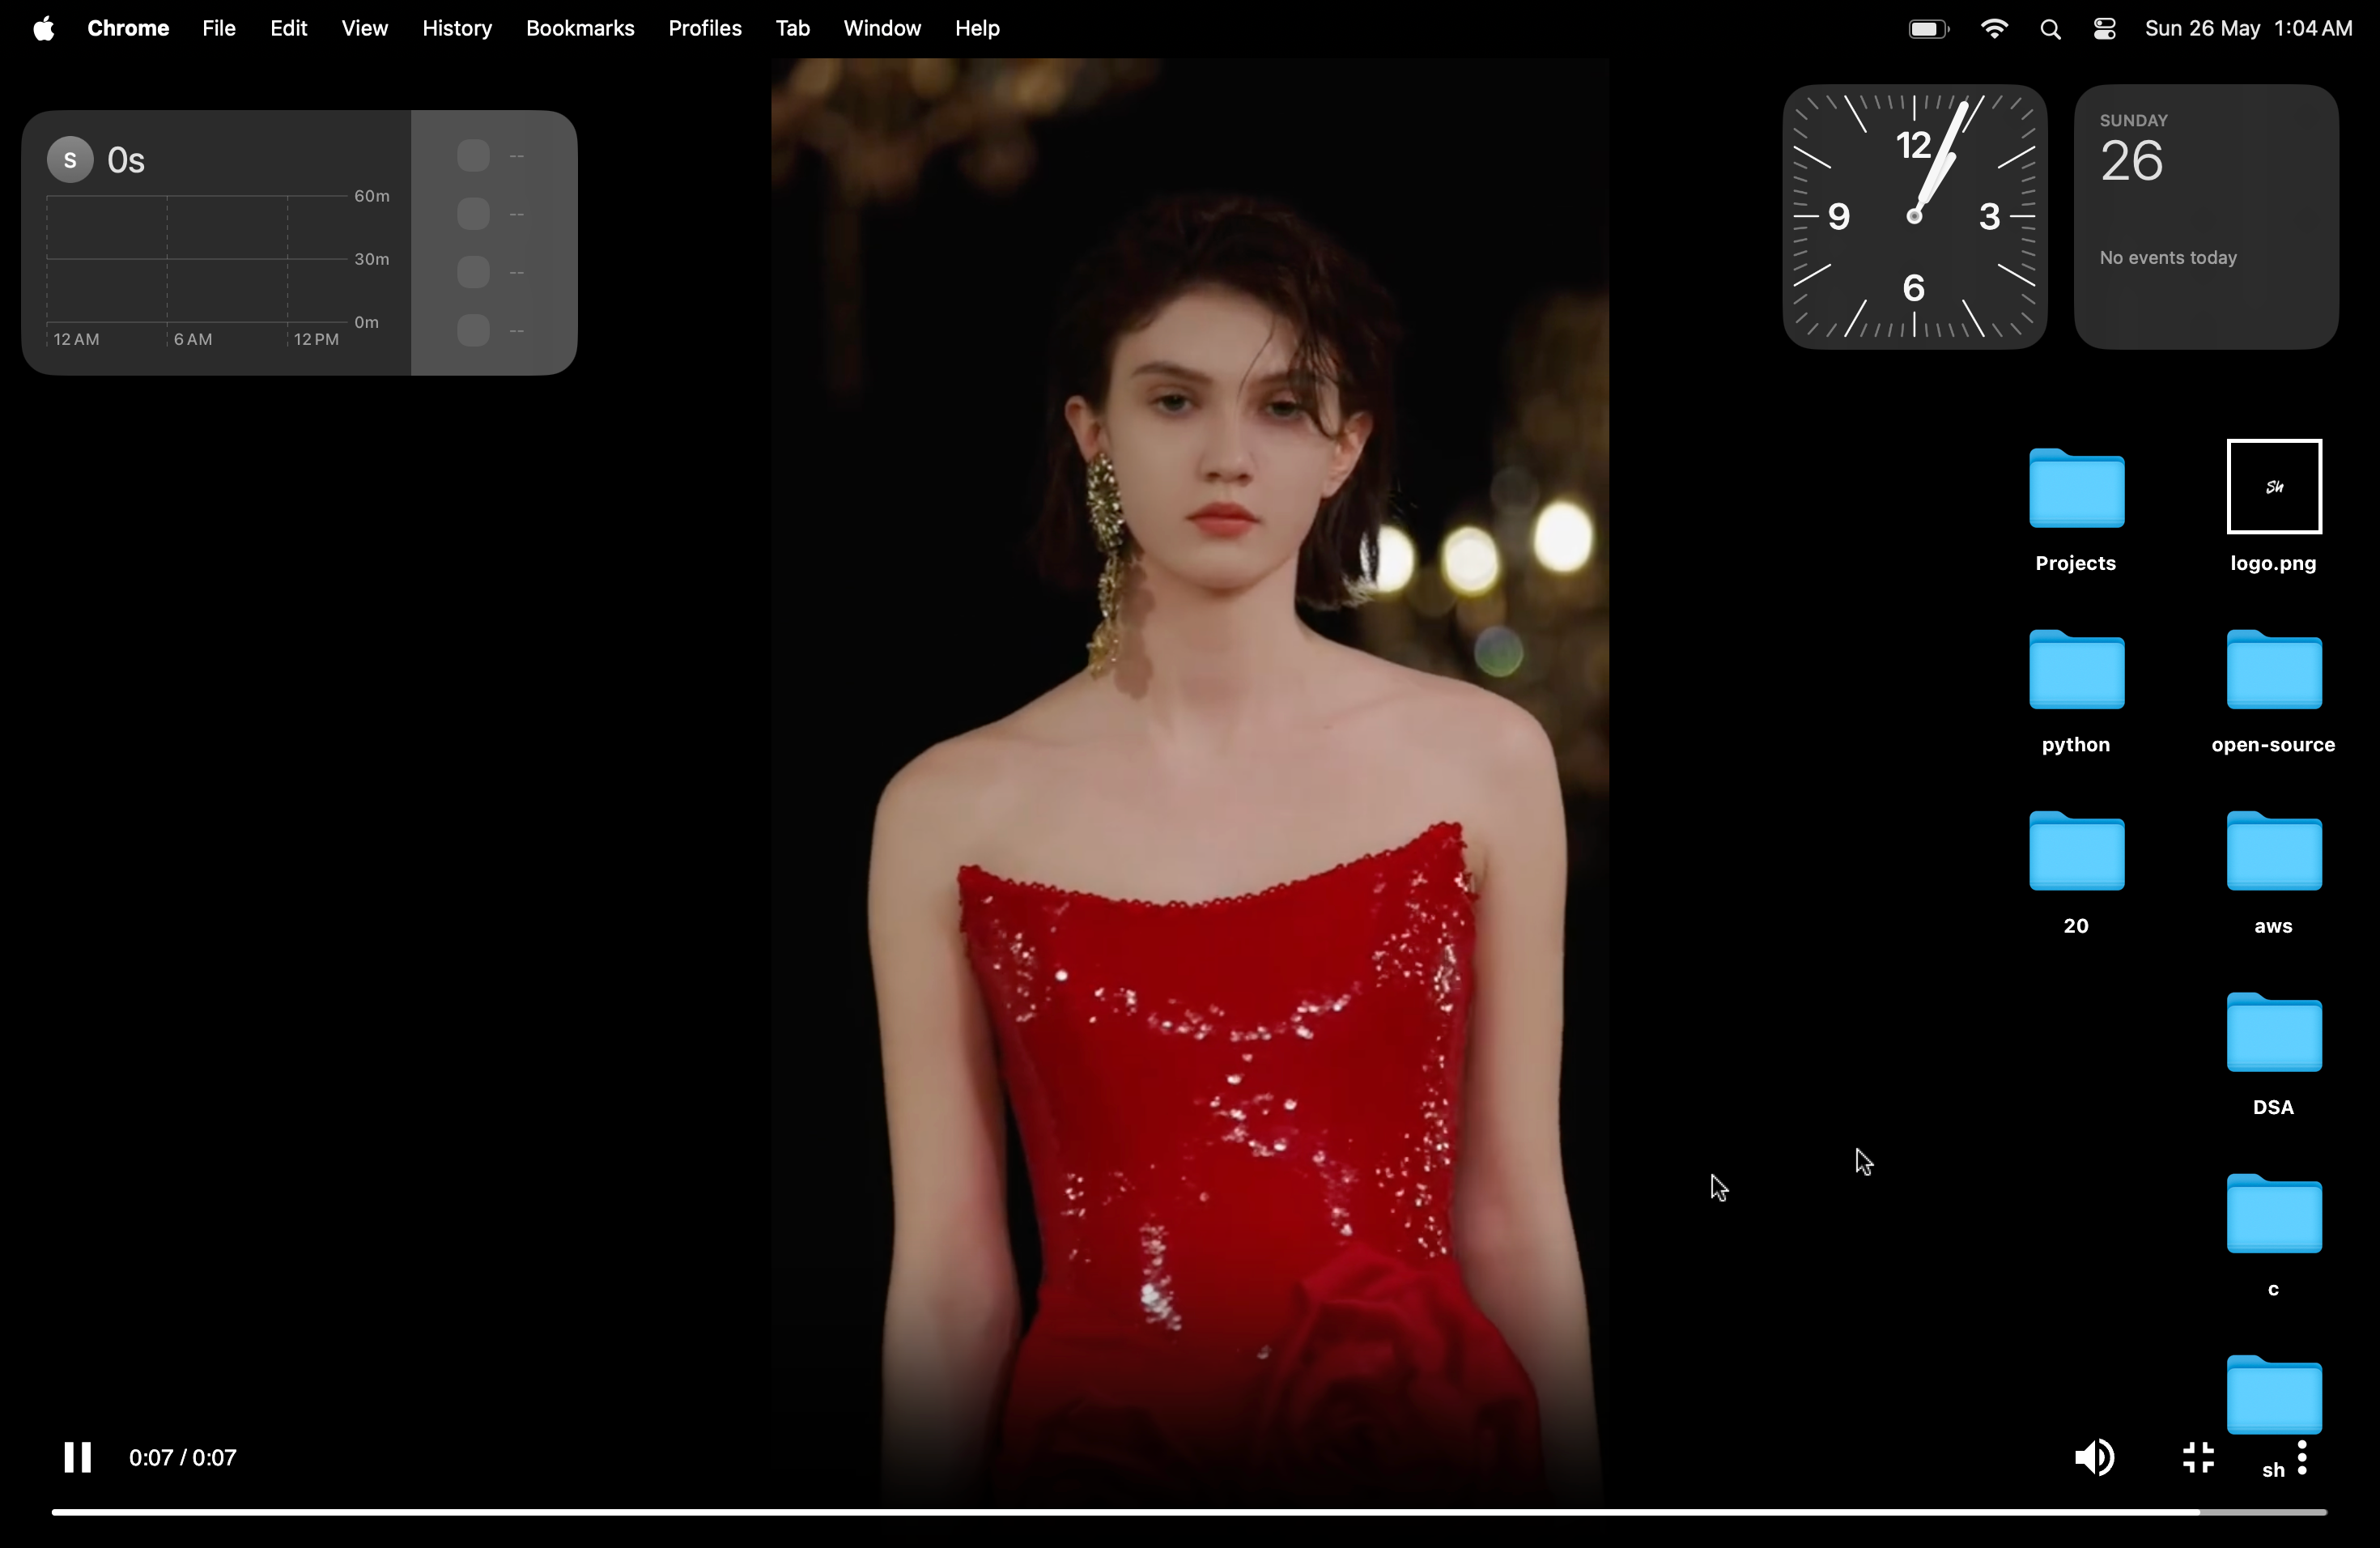 Chrome File Edit View History Bookmarks Profiles Tab Window Help Sun 26 May 1:04 AM
S 0s
60m
30m
0m
12 AM 6 AM 12 PM
--
--
--
--
12
9 3
6
SUNDAY
26
No events today
Sh
Projects logo.png
python open-source
20 aws
DSA
c
sh
0:07 / 0:07